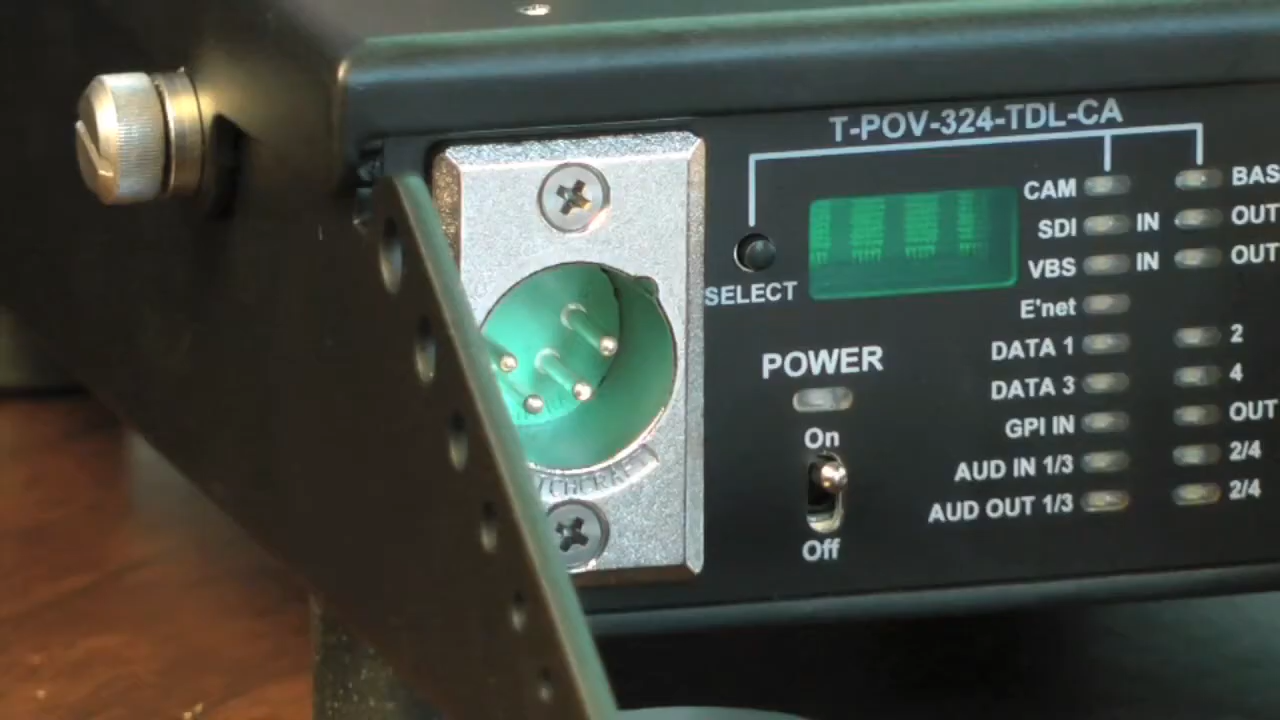 T-POV-324-TDL-CA
CAM BAS
SDI IN OUT
VBS IN OUT
SELECT
E'net
DATA 1 2
POWER
DATA 3 4
GPI IN OUT
On
AUD IN 1/3 2/4
AUD OUT 1/3 2/4
Off